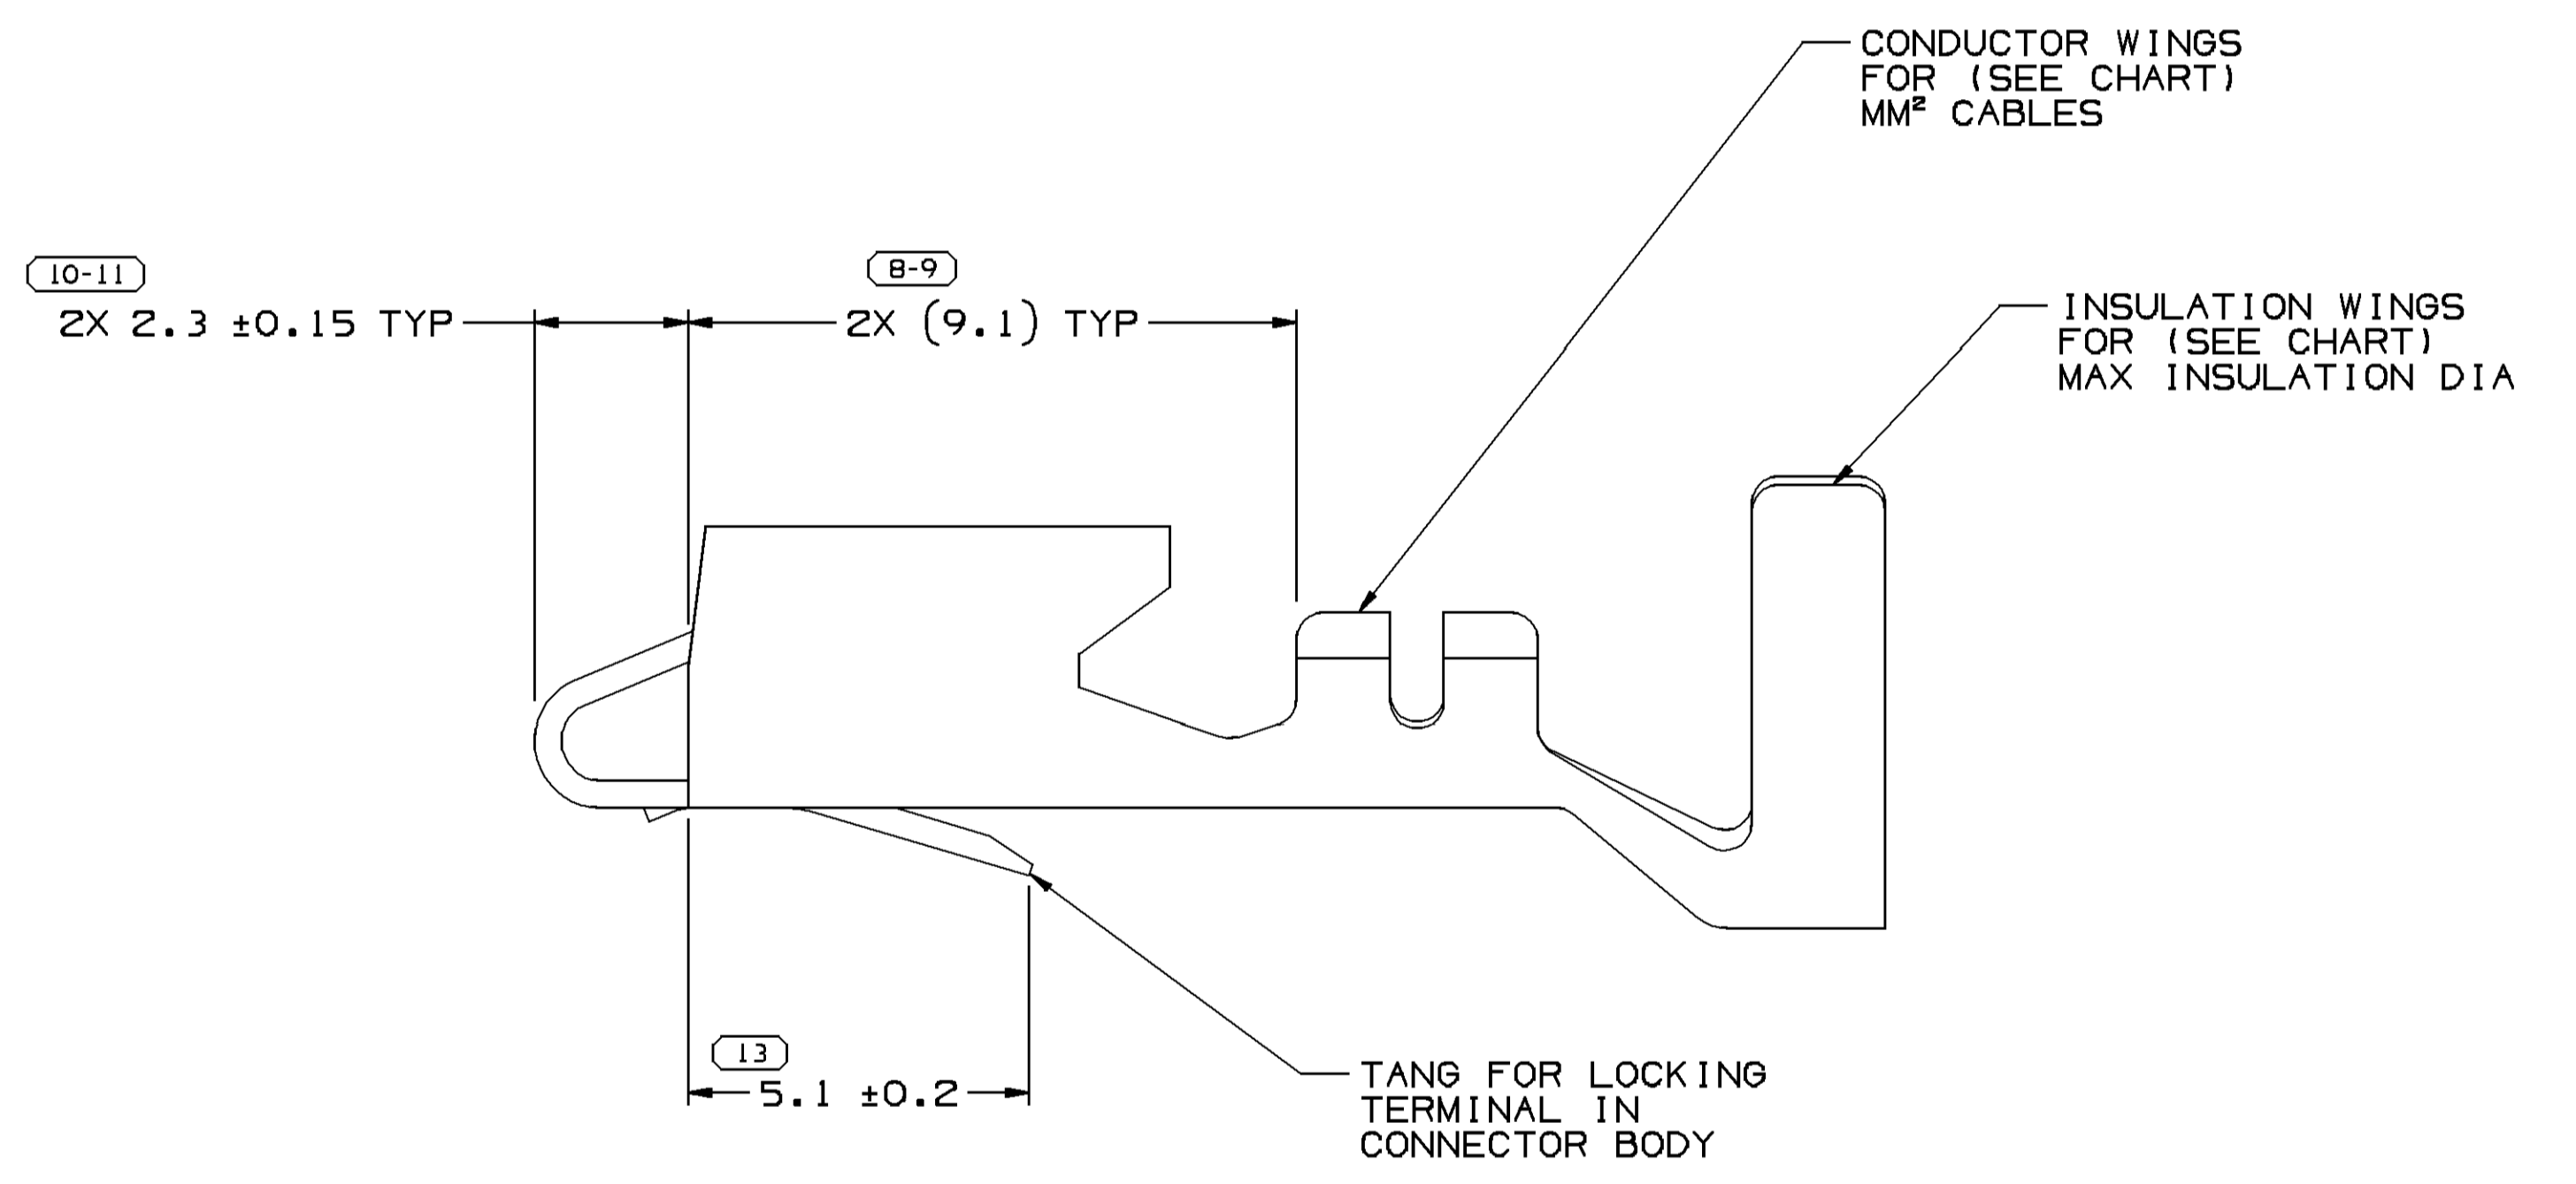 CONDUCTOR WINGS
FOR (SEE CHART)
MM² CABLES
10-11
2X 2.3 ±0.15 TYP
8-9
2X (9.1) TYP
INSULATION WINGS
FOR (SEE CHART)
MAX INSULATION DIA
13
5.1 ±0.2
TANG FOR LOCKING
TERMINAL IN
CONNECTOR BODY